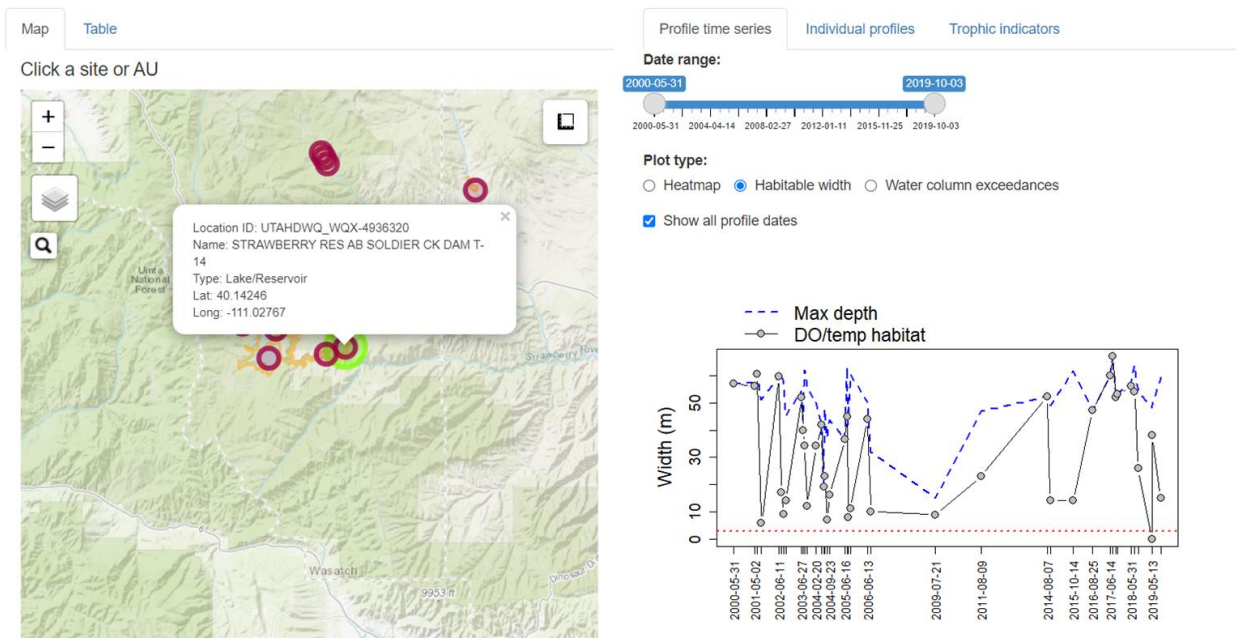 Map
Table
Click a site or AU
+
−
Location ID: UTAHDWQ_WQX-4936320
Name: STRAWBERRY RES AB SOLDIER CK DAM T-
14
Type: Lake/Reservoir
Lat: 40.14246
Long: -111.02767
×
Uinta
National
Forest
Strawberry River
6
Wasatch
9953 ft
Dinosaur
Profile time series
Individual profiles
Trophic indicators
Date range:
2000-05-31
2019-10-03
2000-05-31 2004-04-14 2008-02-27 2012-01-11 2015-11-25 2019-10-03
Plot type:
Heatmap
Habitable width
Water column exceedances
Show all profile dates
Max depth
DO/temp habitat
Width (m)
50
30
10
0
2000-05-31
2001-05-02
2002-06-11
2003-06-27
2004-02-20
2004-09-23
2005-06-16
2006-06-13
2009-07-21
2011-08-09
2014-08-07
2015-10-14
2016-08-25
2017-06-14
2018-05-31
2019-05-13